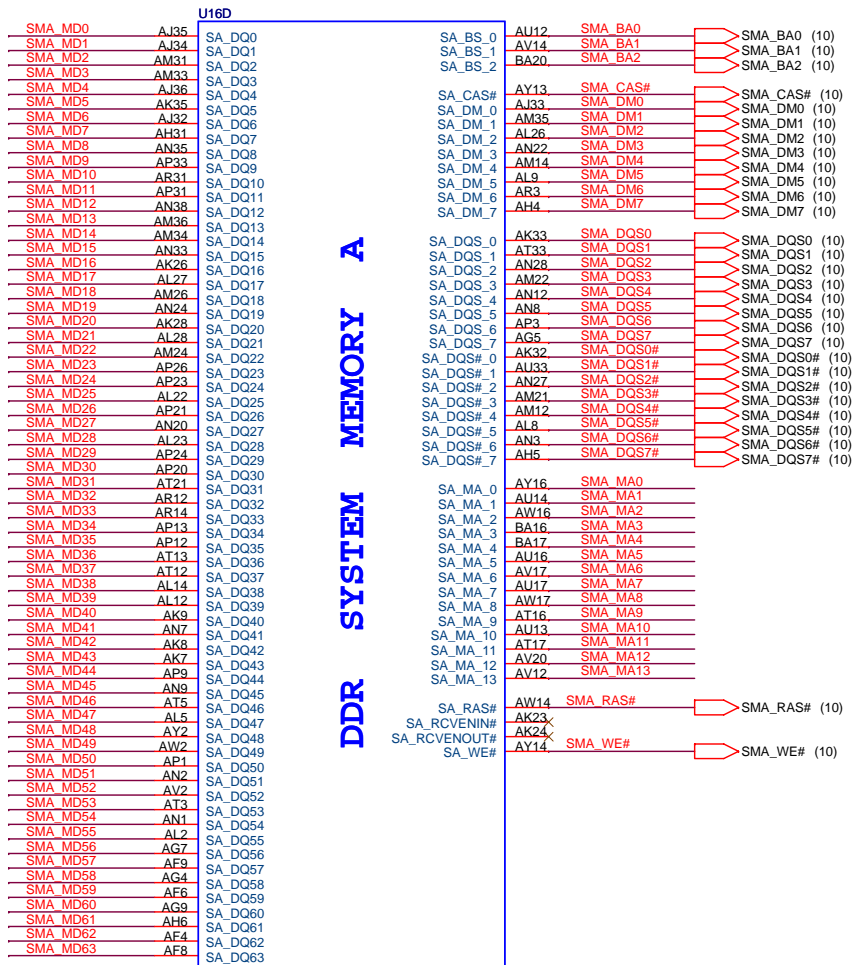 U16D
SMA_MD0 AJ35 SA_DQ0
SMA_MD1 AJ34 SA_DQ1
SMA_MD2 AM31 SA_DQ2
SMA_MD3 AM33 SA_DQ3
SMA_MD4 AJ36 SA_DQ4
SMA_MD5 AK35 SA_DQ5
SMA_MD6 AJ32 SA_DQ6
SMA_MD7 AH31 SA_DQ7
SMA_MD8 AN35 SA_DQ8
SMA_MD9 AP33 SA_DQ9
SMA_MD10 AR31 SA_DQ10
SMA_MD11 AP31 SA_DQ11
SMA_MD12 AN38 SA_DQ12
SMA_MD13 AM36 SA_DQ13
SMA_MD14 AM34 SA_DQ14
SMA_MD15 AN33 SA_DQ15
SMA_MD16 AK26 SA_DQ16
SMA_MD17 AL27 SA_DQ17
SMA_MD18 AM26 SA_DQ18
SMA_MD19 AN24 SA_DQ19
SMA_MD20 AK28 SA_DQ20
SMA_MD21 AL28 SA_DQ21
SMA_MD22 AM24 SA_DQ22
SMA_MD23 AP26 SA_DQ23
SMA_MD24 AP23 SA_DQ24
SMA_MD25 AL22 SA_DQ25
SMA_MD26 AP21 SA_DQ26
SMA_MD27 AN20 SA_DQ27
SMA_MD28 AL23 SA_DQ28
SMA_MD29 AP24 SA_DQ29
SMA_MD30 AP20 SA_DQ30
SMA_MD31 AT21 SA_DQ31
SMA_MD32 AR12 SA_DQ32
SMA_MD33 AR14 SA_DQ33
SMA_MD34 AP13 SA_DQ34
SMA_MD35 AP12 SA_DQ35
SMA_MD36 AT13 SA_DQ36
SMA_MD37 AT12 SA_DQ37
SMA_MD38 AL14 SA_DQ38
SMA_MD39 AL12 SA_DQ39
SMA_MD40 AK9 SA_DQ40
SMA_MD41 AN7 SA_DQ41
SMA_MD42 AK8 SA_DQ42
SMA_MD43 AK7 SA_DQ43
SMA_MD44 AP9 SA_DQ44
SMA_MD45 AN9 SA_DQ45
SMA_MD46 AT5 SA_DQ46
SMA_MD47 AL5 SA_DQ47
SMA_MD48 AY2 SA_DQ48
SMA_MD49 AW2 SA_DQ49
SMA_MD50 AP1 SA_DQ50
SMA_MD51 AN2 SA_DQ51
SMA_MD52 AV2 SA_DQ52
SMA_MD53 AT3 SA_DQ53
SMA_MD54 AN1 SA_DQ54
SMA_MD55 AL2 SA_DQ55
SMA_MD56 AG7 SA_DQ56
SMA_MD57 AF9 SA_DQ57
SMA_MD58 AG4 SA_DQ58
SMA_MD59 AF6 SA_DQ59
SMA_MD60 AG9 SA_DQ60
SMA_MD61 AH6 SA_DQ61
SMA_MD62 AF4 SA_DQ62
SMA_MD63 AF8 SA_DQ63
DDR SYSTEM MEMORY A
SA_BS_0 AU12 SMA_BA0 SMA_BA0 (10)
SA_BS_1 AV14 SMA_BA1 SMA_BA1 (10)
SA_BS_2 BA20 SMA_BA2 SMA_BA2 (10)
SA_CAS# AY13 SMA_CAS# SMA_CAS# (10)
SA_DM_0 AJ33 SMA_DM0 SMA_DM0 (10)
SA_DM_1 AM35 SMA_DM1 SMA_DM1 (10)
SA_DM_2 AL26 SMA_DM2 SMA_DM2 (10)
SA_DM_3 AN22 SMA_DM3 SMA_DM3 (10)
SA_DM_4 AM14 SMA_DM4 SMA_DM4 (10)
SA_DM_5 AL9 SMA_DM5 SMA_DM5 (10)
SA_DM_6 AR3 SMA_DM6 SMA_DM6 (10)
SA_DM_7 AH4 SMA_DM7 SMA_DM7 (10)
SA_DQS_0 AK33 SMA_DQS0 SMA_DQS0 (10)
SA_DQS_1 AT33 SMA_DQS1 SMA_DQS1 (10)
SA_DQS_2 AN28 SMA_DQS2 SMA_DQS2 (10)
SA_DQS_3 AM22 SMA_DQS3 SMA_DQS3 (10)
SA_DQS_4 AN12 SMA_DQS4 SMA_DQS4 (10)
SA_DQS_5 AN8 SMA_DQS5 SMA_DQS5 (10)
SA_DQS_6 AP3 SMA_DQS6 SMA_DQS6 (10)
SA_DQS_7 AG5 SMA_DQS7 SMA_DQS7 (10)
SA_DQS#_0 AK32 SMA_DQS0# SMA_DQS0# (10)
SA_DQS#_1 AU33 SMA_DQS1# SMA_DQS1# (10)
SA_DQS#_2 AN27 SMA_DQS2# SMA_DQS2# (10)
SA_DQS#_3 AM21 SMA_DQS3# SMA_DQS3# (10)
SA_DQS#_4 AM12 SMA_DQS4# SMA_DQS4# (10)
SA_DQS#_5 AL8 SMA_DQS5# SMA_DQS5# (10)
SA_DQS#_6 AN3 SMA_DQS6# SMA_DQS6# (10)
SA_DQS#_7 AH5 SMA_DQS7# SMA_DQS7# (10)
SA_MA_0 AY16 SMA_MA0
SA_MA_1 AU14 SMA_MA1
SA_MA_2 AW16 SMA_MA2
SA_MA_3 BA16 SMA_MA3
SA_MA_4 BA17 SMA_MA4
SA_MA_5 AU16 SMA_MA5
SA_MA_6 AV17 SMA_MA6
SA_MA_7 AU17 SMA_MA7
SA_MA_8 AW17 SMA_MA8
SA_MA_9 AT16 SMA_MA9
SA_MA_10 AU13 SMA_MA10
SA_MA_11 AT17 SMA_MA11
SA_MA_12 AV20 SMA_MA12
SA_MA_13 AV12 SMA_MA13
SA_RAS# AW14 SMA_RAS# SMA_RAS# (10)
SA_RCVENIN# AK23
SA_RCVENOUT# AK24
SA_WE# AY14 SMA_WE# SMA_WE# (10)